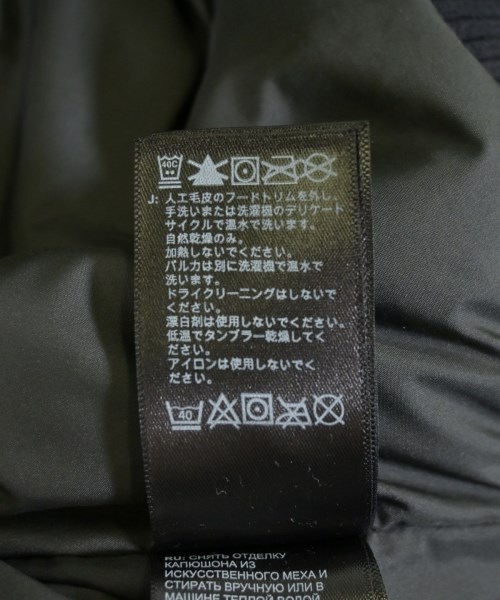 40C
J: 人工毛皮のフードトリムを外し、
手洗いまたは洗濯機のデリケート
サイクルで温水で洗います。
自然乾燥のみ。
加熱しないでください。
パルカは別に洗濯機で温水で
洗います。
ドライクリーニングはしないで
ください。
漂白剤は使用しないでください。
低温でタンブラー乾燥してく
ださい。
アイロンは使用しないでく
ださい。
40
RU: СНЯТЬ ОТДЕЛКУ
КАПЮШОНА ИЗ
ИСКУССТВЕННОГО МЕХА И
СТИРАТЬ ВРУЧНУЮ ИЛИ В
МАШИНЕ ТЕПЛОЙ ВОДОЙ